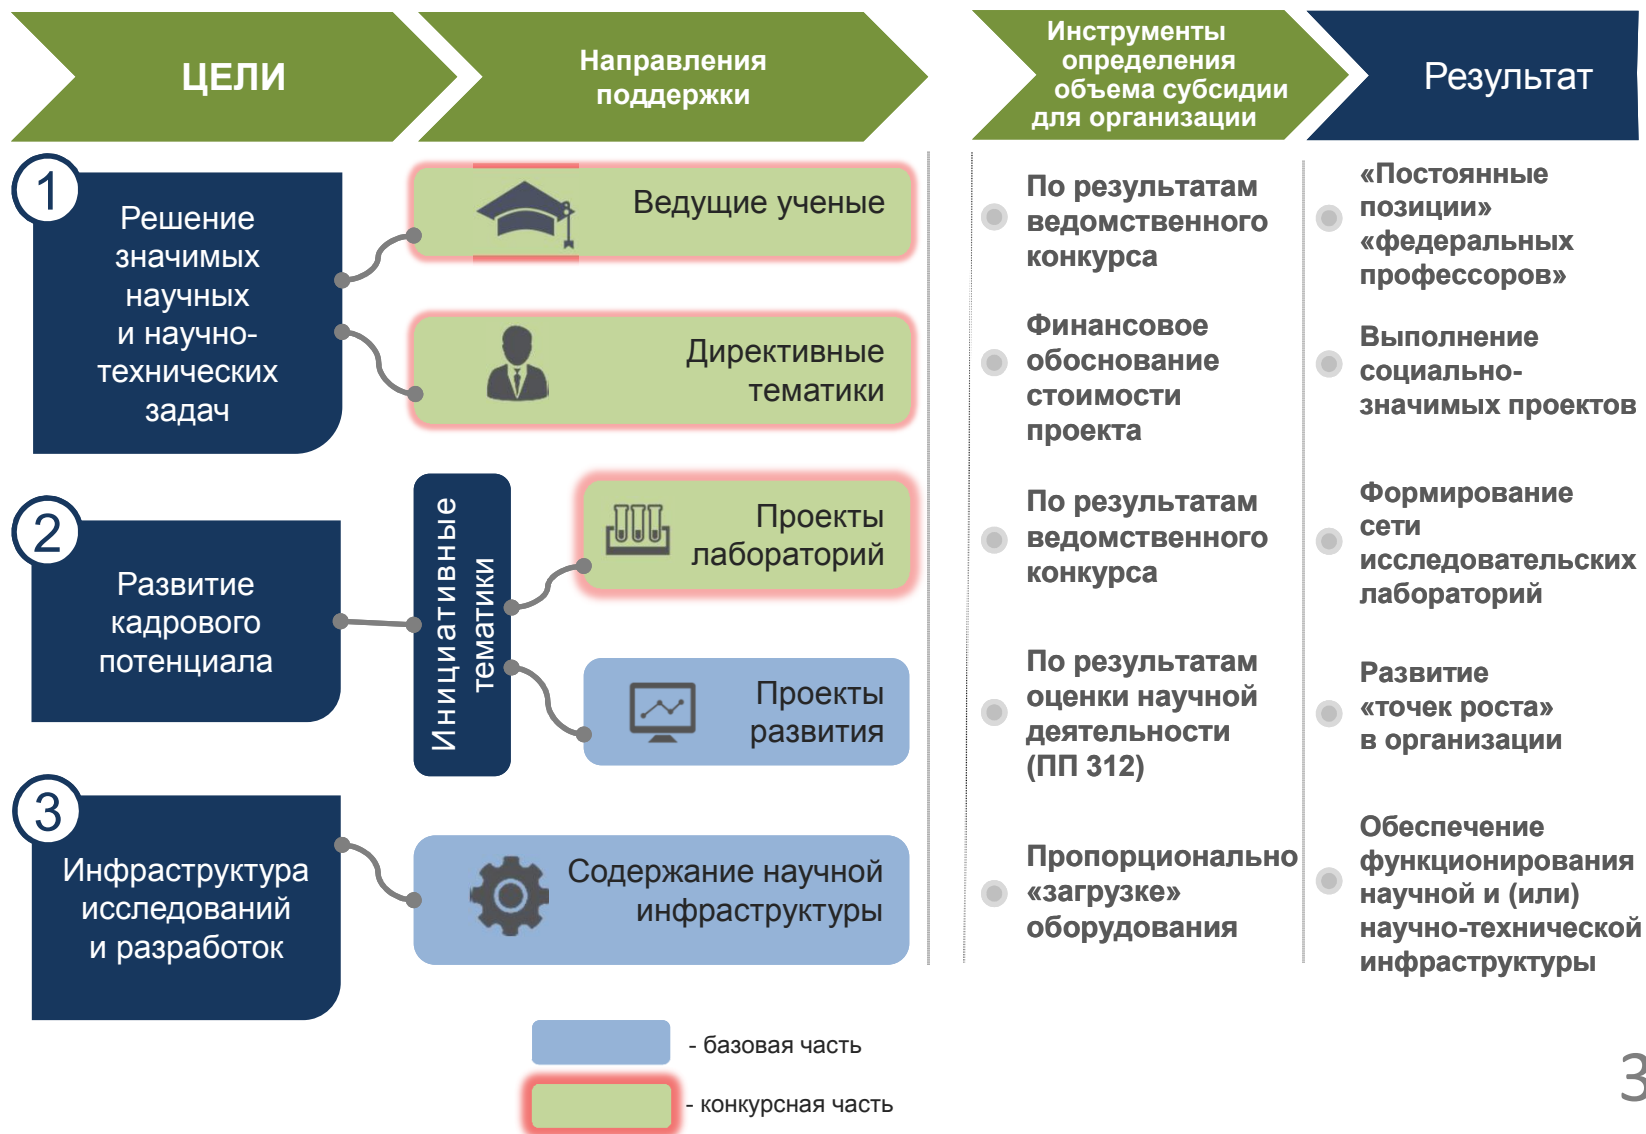 ЦЕЛИ
Направления
поддержки
Инструменты
определения
объема субсидии
для организации
Результат
1
Решение
значимых
научных
и научно-
технических
задач
Ведущие ученые
Директивные
тематики
По результатам
ведомственного
конкурса
«Постоянные
позиции»
«федеральных
профессоров»
Финансовое
обоснование
стоимости
проекта
Выполнение
социально-
значимых проектов
2
Развитие
кадрового
потенциала
Инициативные
тематики
Проекты
лабораторий
Проекты
развития
По результатам
ведомственного
конкурса
Формирование
сети
исследовательских
лабораторий
По результатам
оценки научной
деятельности
(ПП 312)
Развитие
«точек роста»
в организации
3
Инфраструктура
исследований
и разработок
Содержание научной
инфраструктуры
Пропорционально
«загрузке»
оборудования
Обеспечение
функционирования
научной и (или)
научно-технической
инфраструктуры
- базовая часть
- конкурсная часть
3